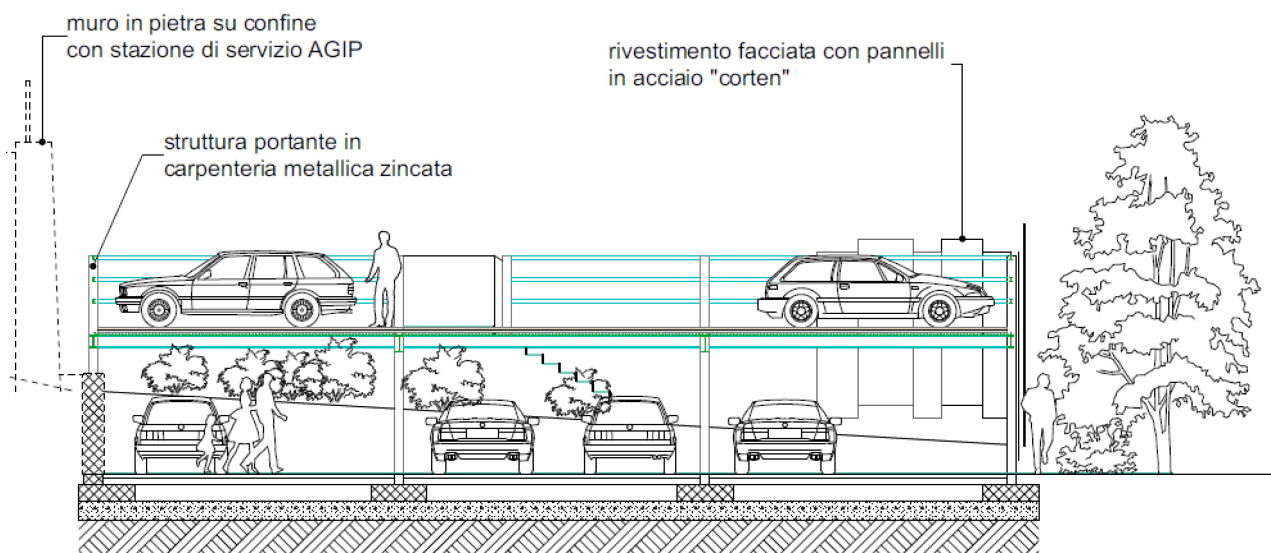 muro in pietra su confine
con stazione di servizio AGIP
rivestimento facciata con pannelli
in acciaio "corten"
struttura portante in
carpenteria metallica zincata